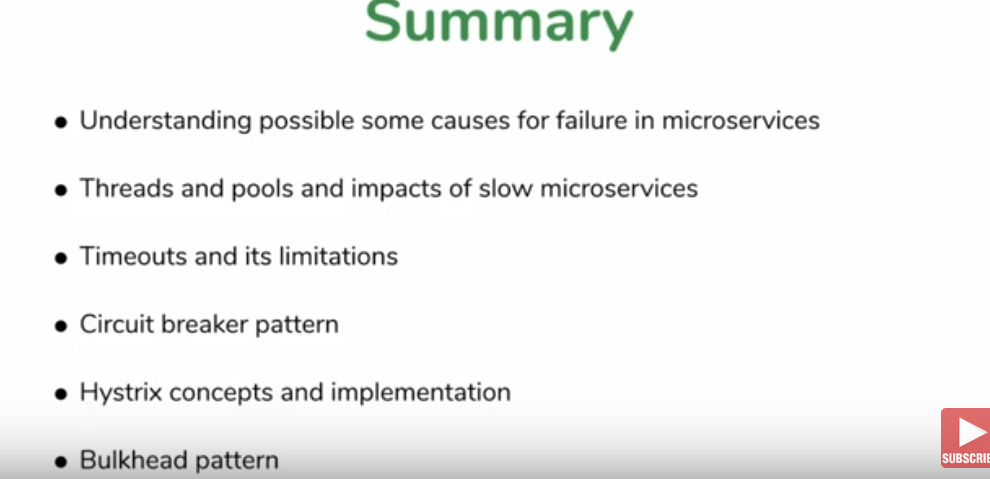 Summary
● Understanding possible some causes for failure in microservices
● Threads and pools and impacts of slow microservices
● Timeouts and its limitations
● Circuit breaker pattern
● Hystrix concepts and implementation
● Bulkhead pattern
SUBSCRIBE